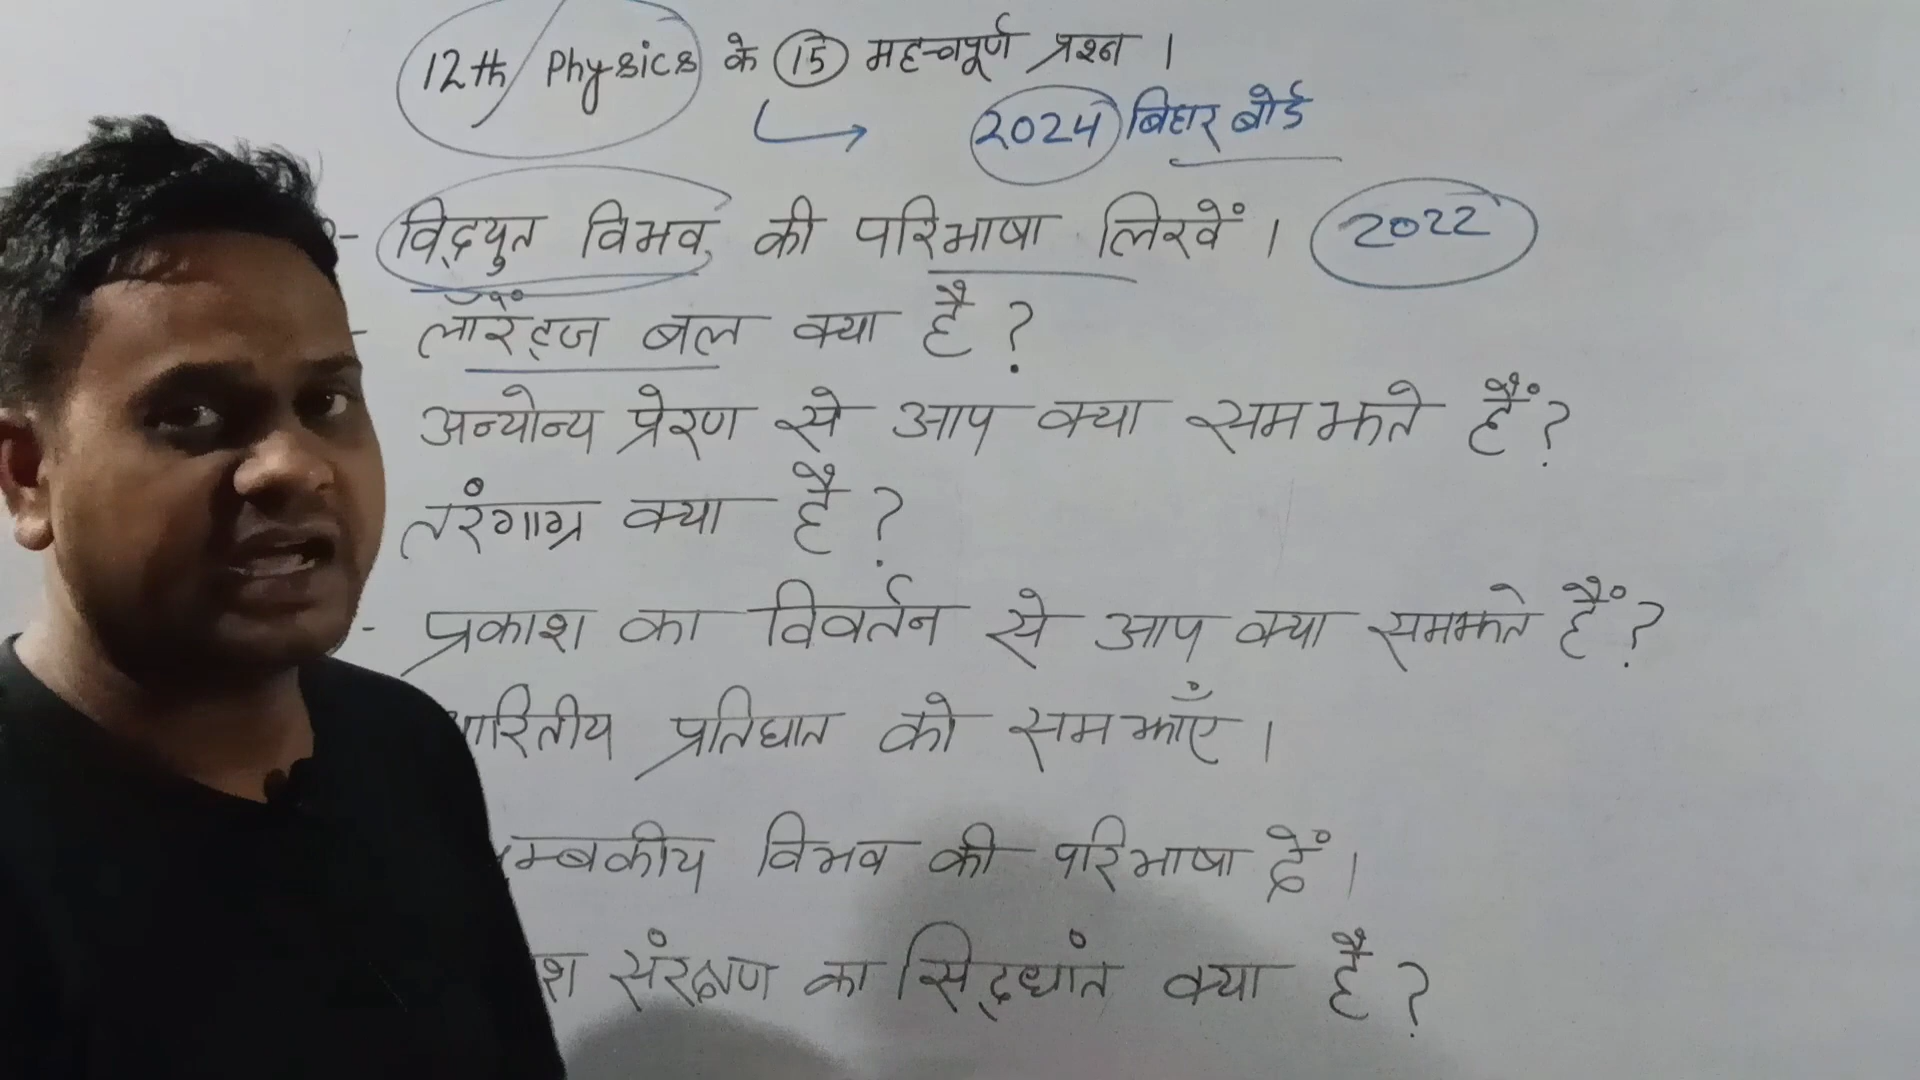 12th / Physics के 15 महत्वपूर्ण प्रश्न ।
2024 बिहार बोर्ड
- विद्युत विभव की परिभाषा लिखें । 2022
- लॉरेंट्ज बल क्या है ?
अन्योन्य प्रेरण से आप क्या समझते हैं ?
तरंगाग्र क्या है ?
- प्रकाश का विवर्तन से आप क्या समझते हैं ?
प्रतिघात को समझाएँ ।
विभव की परिभाषा दें ।
संरक्षण का सिद्धांत क्या है ?